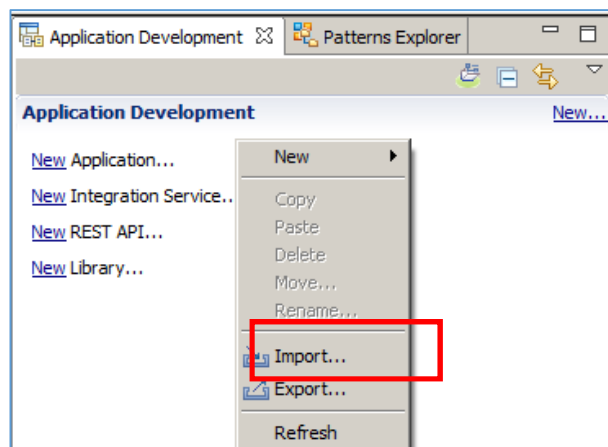 Application Development
Patterns Explorer
Application Development
New...
New Application...
New Integration Service..
New REST API...
New Library...
New
Copy
Paste
Delete
Move...
Rename...
Import...
Export...
Refresh